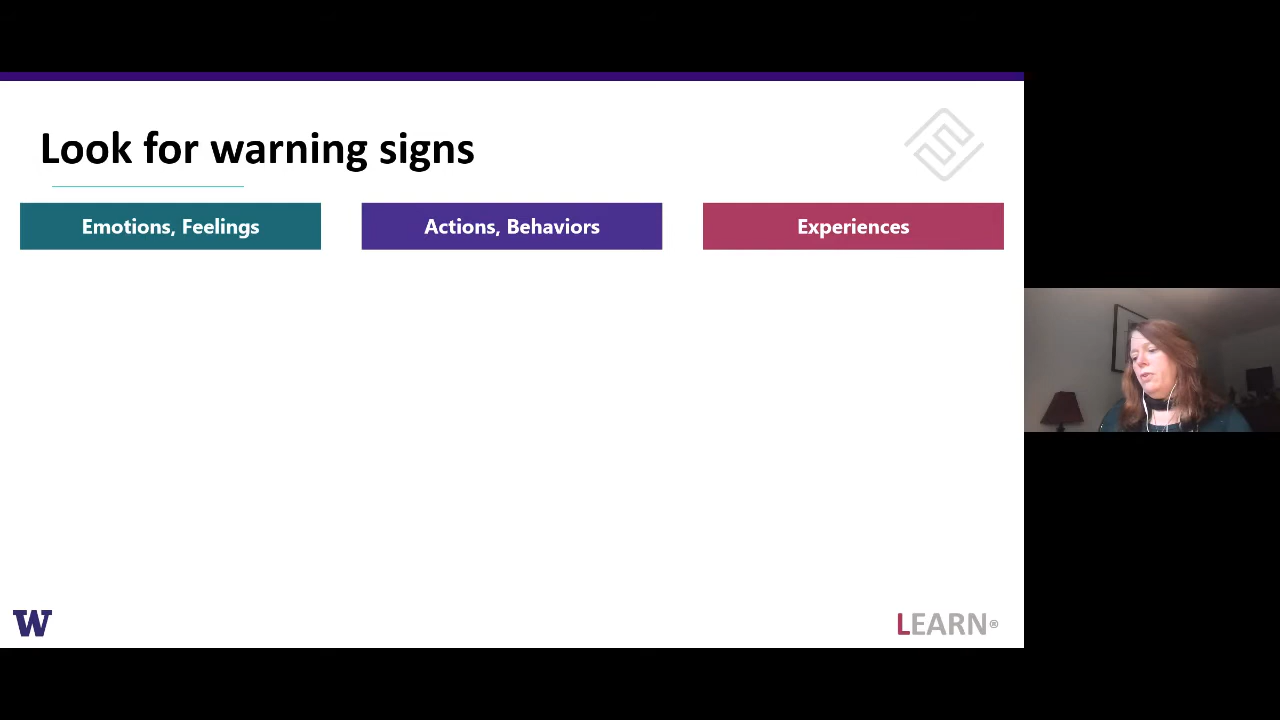 Look for warning signs
Emotions, Feelings
Actions, Behaviors
Experiences
W
LEARN®